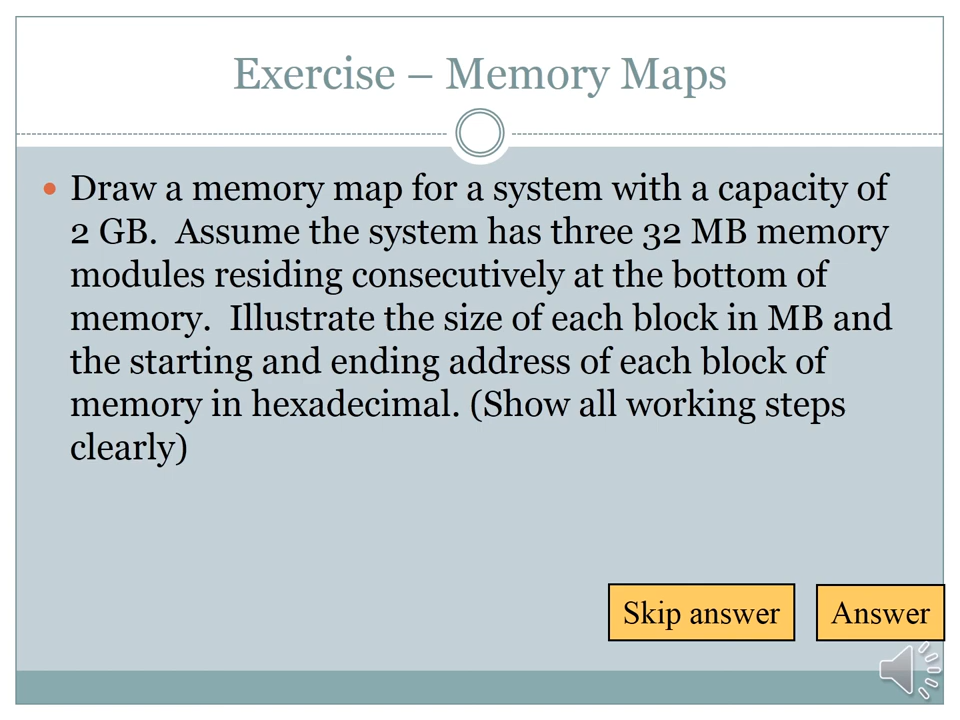 Exercise – Memory Maps
• Draw a memory map for a system with a capacity of
2 GB.  Assume the system has three 32 MB memory
modules residing consecutively at the bottom of
memory.  Illustrate the size of each block in MB and
the starting and ending address of each block of
memory in hexadecimal. (Show all working steps
clearly)
Skip answer
Answer